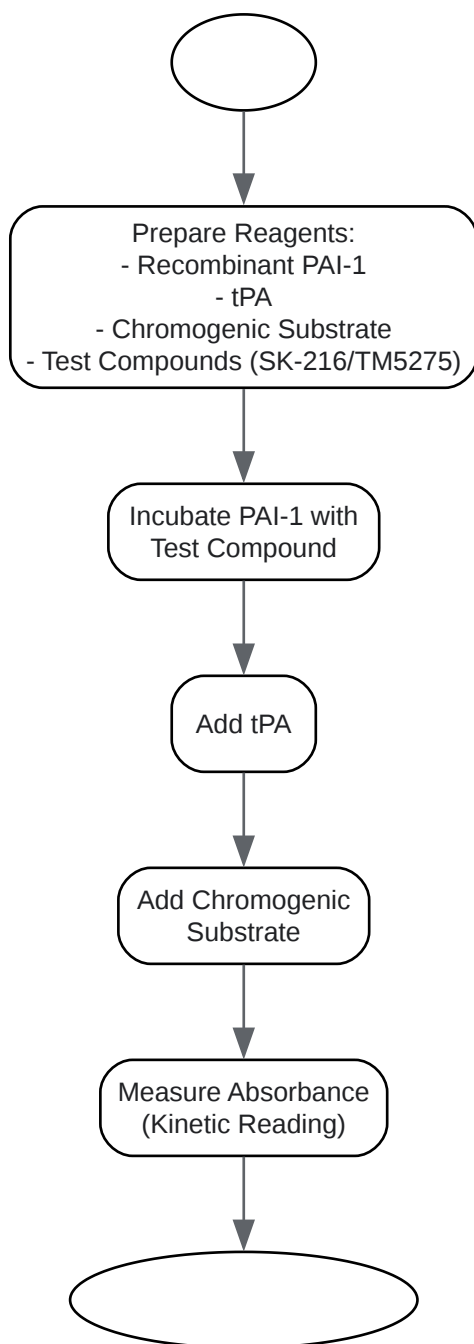 Prepare Reagents:
- Recombinant PAI-1
- tPA
- Chromogenic Substrate
- Test Compounds (SK-216/TM5275)
Incubate PAI-1 with
Test Compound
Add tPA
Add Chromogenic
Substrate
Measure Absorbance
(Kinetic Reading)